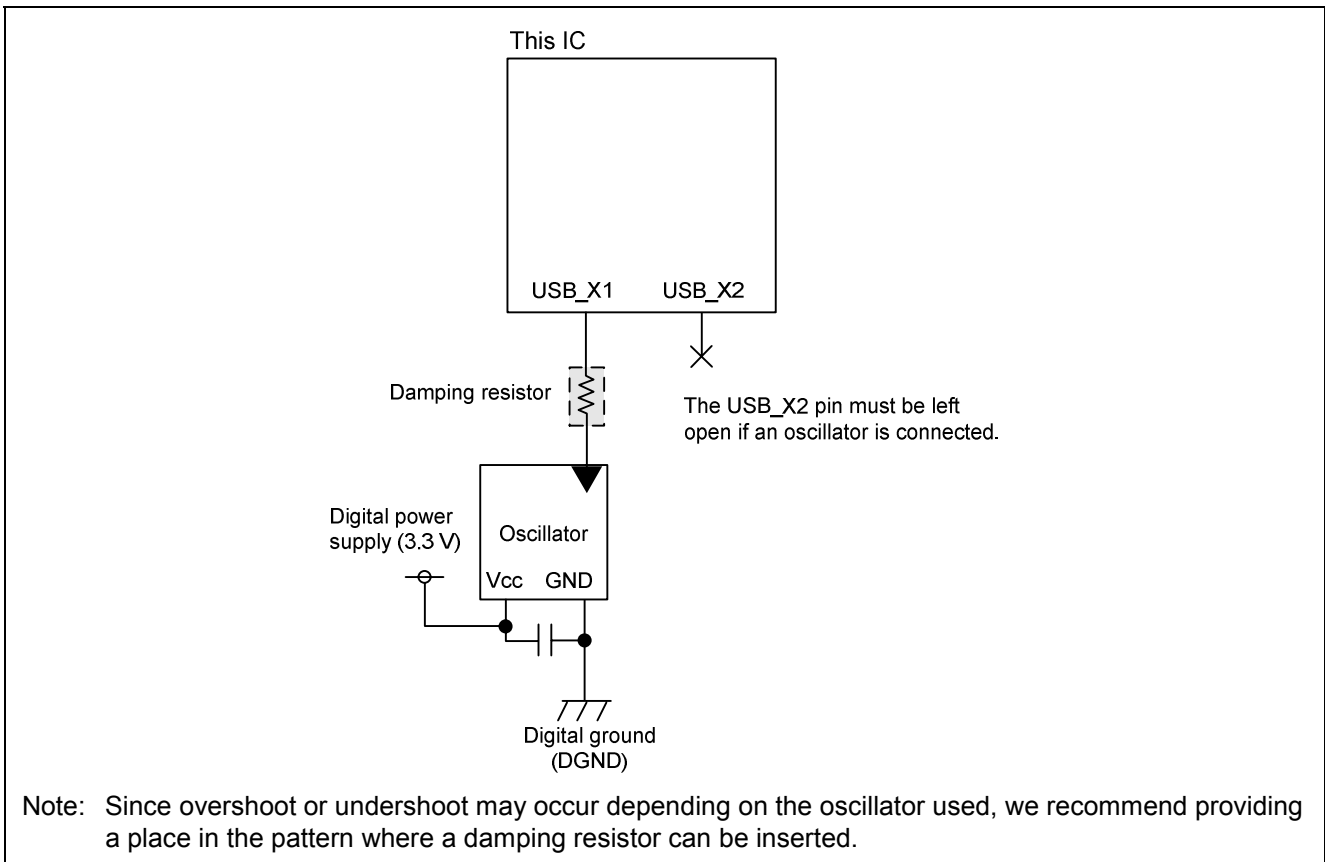 This IC
USB_X1
USB_X2
Damping resistor
The USB_X2 pin must be left
open if an oscillator is connected.
Digital power
supply (3.3 V)
Oscillator
Vcc
GND
Digital ground
(DGND)
Note: Since overshoot or undershoot may occur depending on the oscillator used, we recommend providing
a place in the pattern where a damping resistor can be inserted.